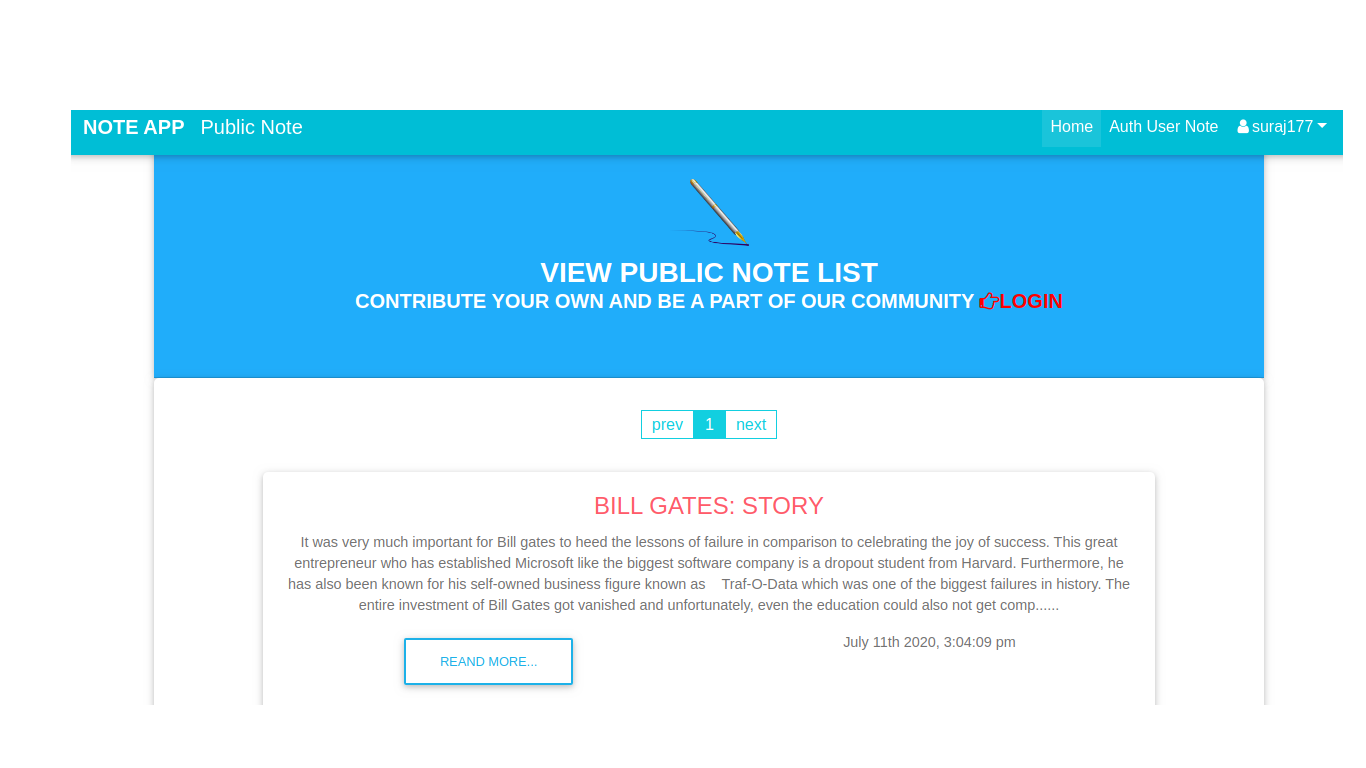 NOTE APP Public Note Home Auth User Note suraj177
VIEW PUBLIC NOTE LIST
CONTRIBUTE YOUR OWN AND BE A PART OF OUR COMMUNITY LOGIN
prev 1 next
BILL GATES: STORY
It was very much important for Bill gates to heed the lessons of failure in comparison to celebrating the joy of success. This great
entrepreneur who has established Microsoft like the biggest software company is a dropout student from Harvard. Furthermore, he
has also been known for his self-owned business figure known as Traf-O-Data which was one of the biggest failures in history. The
entire investment of Bill Gates got vanished and unfortunately, even the education could also not get comp......
July 11th 2020, 3:04:09 pm
REAND MORE...